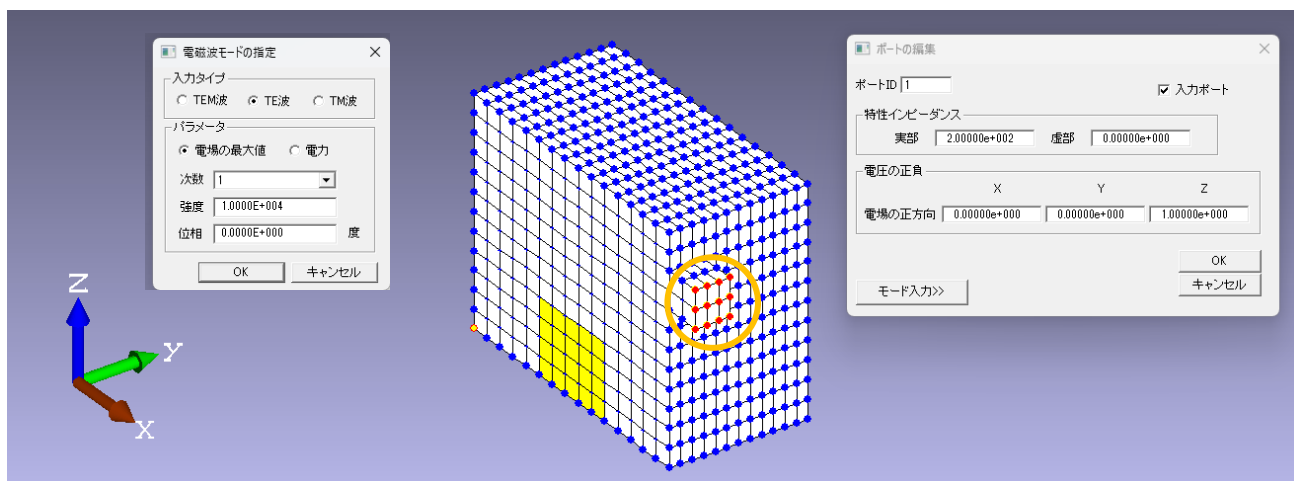 電磁波モードの指定
入力タイプ
TEM波 TE波 TM波
パラメータ
電場の最大値 電力
次数 1
強度 1.0000E+004
位相 0.0000E+000 度
OK キャンセル
Z
Y
X
ポートの編集
ポートID 1 入力ポート
特性インピーダンス
実部 2.00000e+002 虚部 0.00000e+000
電圧の正負
X Y Z
電場の正方向 0.00000e+000 0.00000e+000 1.00000e+000
OK
キャンセル
モード入力>>